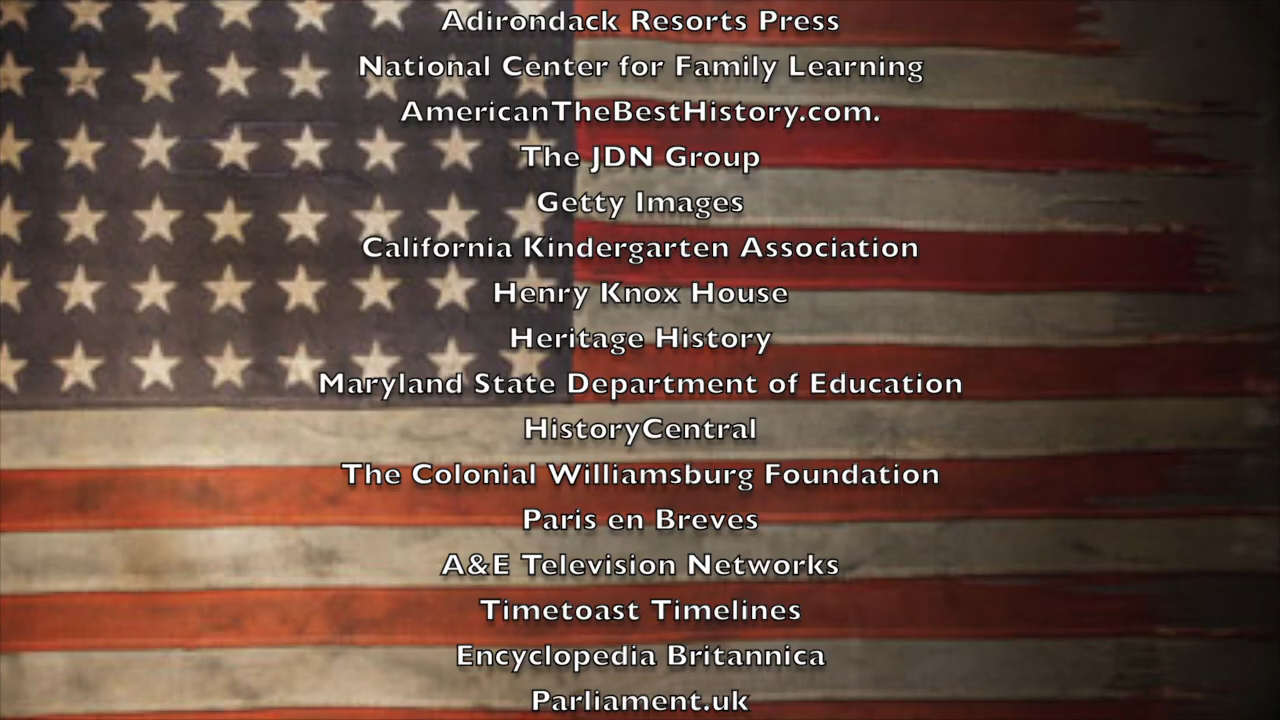 Adirondack Resorts Press
National Center for Family Learning
AmericanTheBestHistory.com.
The JDN Group
Getty Images
California Kindergarten Association
Henry Knox House
Heritage History
Maryland State Department of Education
HistoryCentral
The Colonial Williamsburg Foundation
Paris en Breves
A&E Television Networks
Timetoast Timelines
Encyclopedia Britannica
Parliament.uk